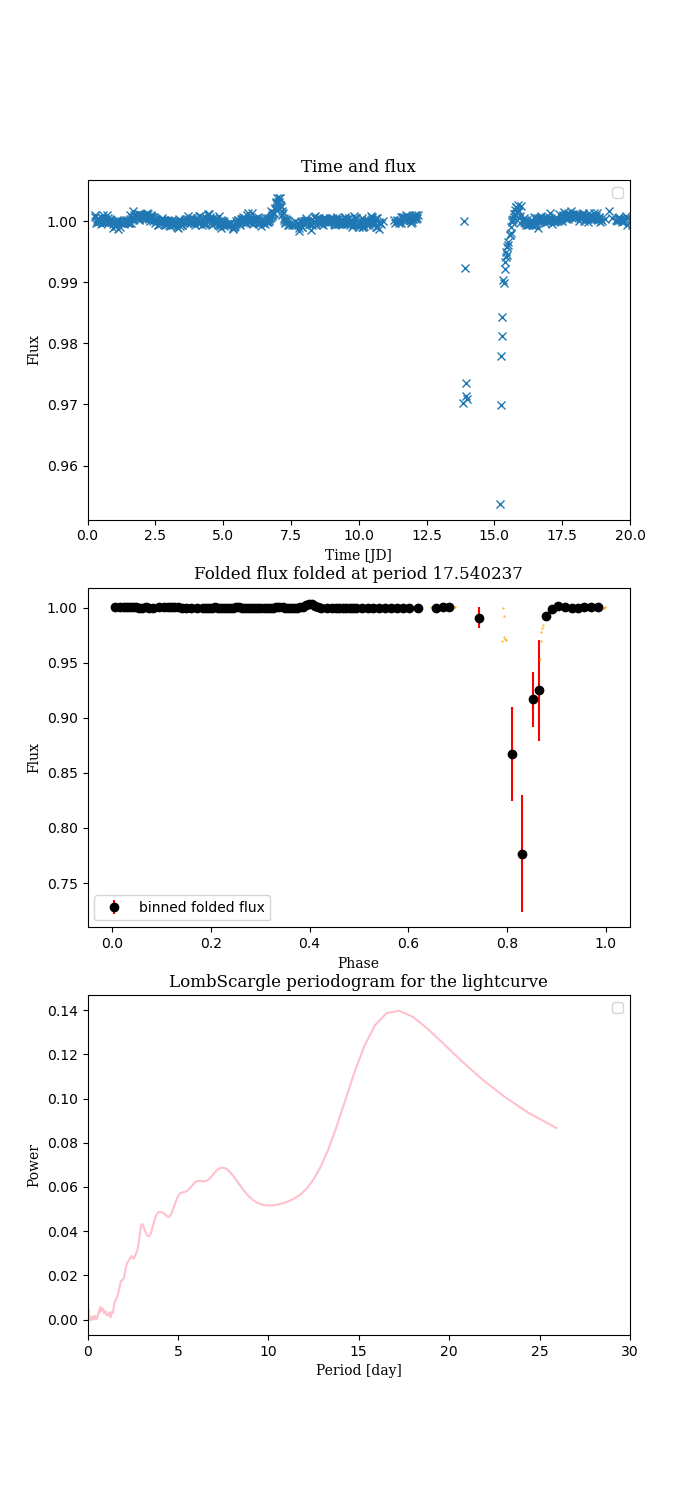 Time and flux
Flux
1.00
0.99
0.98
0.97
0.96
0.0 2.5 5.0 7.5 10.0 12.5 15.0 17.5 20.0
Time [JD]
Folded flux folded at period 17.540237
Flux
1.00
0.95
0.90
0.85
0.80
0.75
binned folded flux
0.0 0.2 0.4 0.6 0.8 1.0
Phase
LombScargle periodogram for the lightcurve
Power
0.14
0.12
0.10
0.08
0.06
0.04
0.02
0.00
0 5 10 15 20 25 30
Period [day]